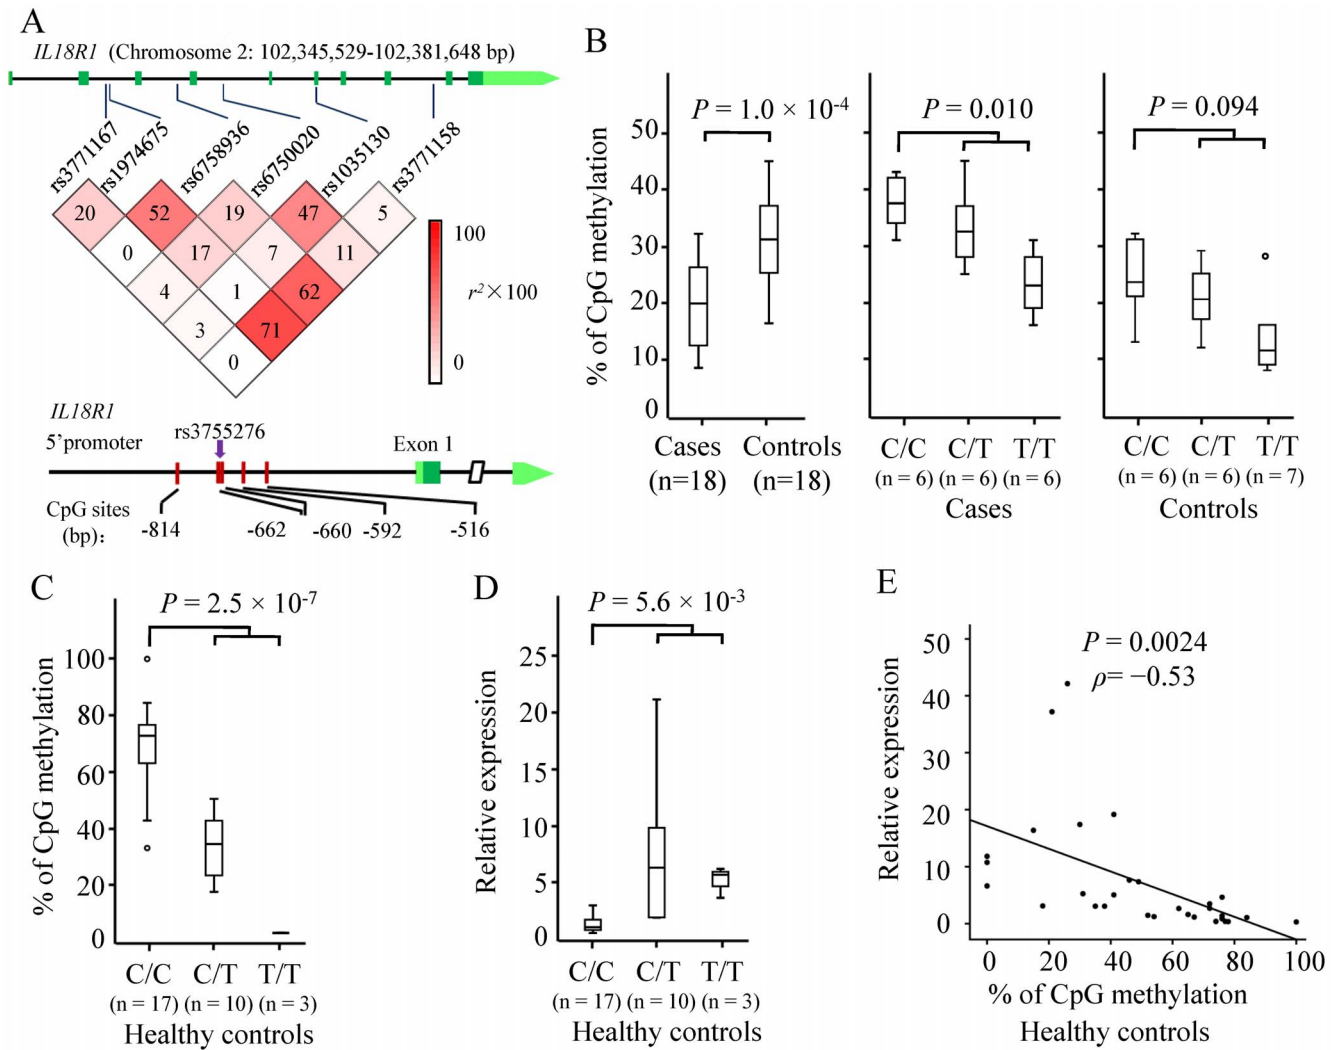 A
IL18R1 (Chromosome 2: 102,345,529-102,381,648 bp)
rs3771167
rs1974675
rs6758936
rs6750020
rs1035130
rs3771158
20 52 19 47 5
0 17 7 11
4 1 62
3 71
0
100
r²×100
0
IL18R1
5’promoter
rs3755276
Exon 1
CpG sites
(bp):
-814 -662 -660 -592 -516
B
% of CpG methylation
50
40
30
20
10
0
P = 1.0 × 10-4
Cases Controls
(n=18) (n=18)
P = 0.010
C/C C/T T/T
(n = 6) (n = 6) (n = 6)
Cases
P = 0.094
C/C C/T T/T
(n = 6) (n = 6) (n = 7)
Controls
C
P = 2.5 × 10-7
% of CpG methylation
100
80
60
40
20
0
C/C C/T T/T
(n = 17) (n = 10) (n = 3)
Healthy controls
D
P = 5.6 × 10-3
Relative expression
25
20
15
10
5
0
C/C C/T T/T
(n = 17) (n = 10) (n = 3)
Healthy controls
E
P = 0.0024
ρ= −0.53
Relative expression
50
40
30
20
10
0
0 20 40 60 80 100
% of CpG methylation
Healthy controls